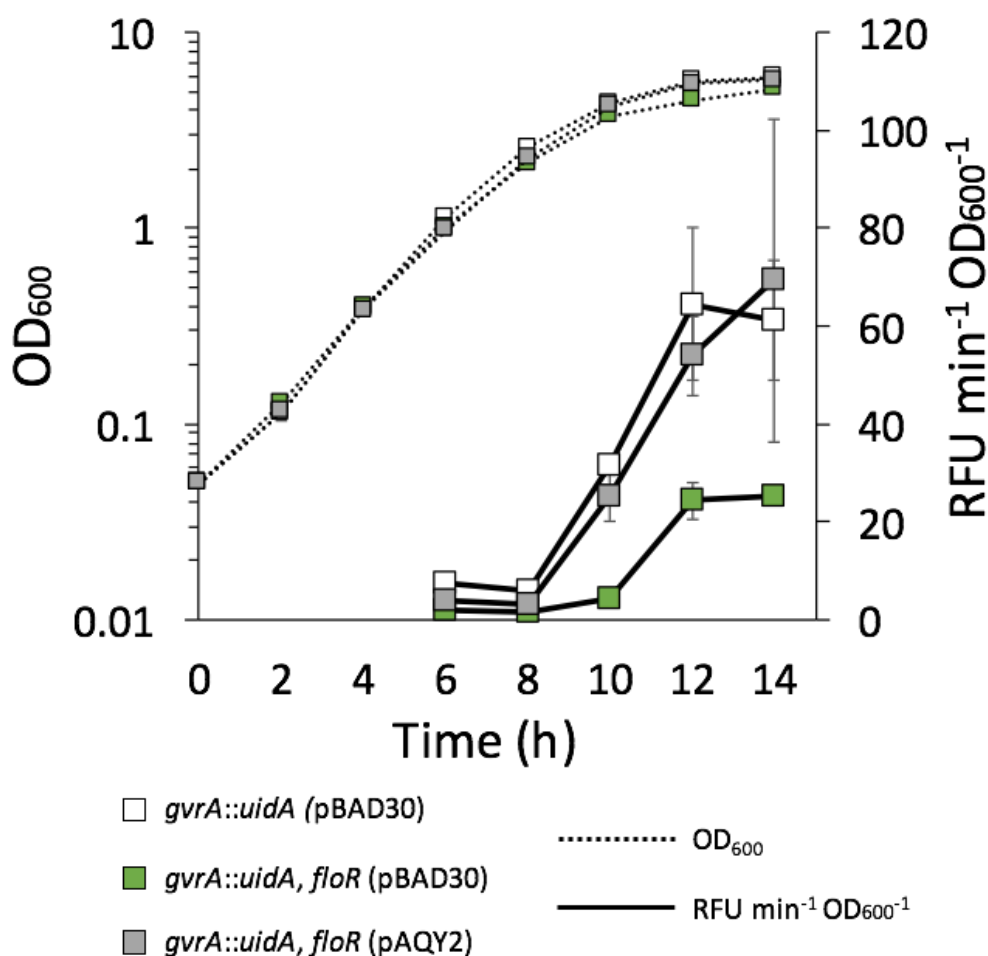 10
1
0.1
0.01
OD600
120
100
80
60
40
20
0
RFU min-1 OD600-1
0 2 4 6 8 10 12 14
Time (h)
gvrA::uidA (pBAD30)
gvrA::uidA, floR (pBAD30)
gvrA::uidA, floR (pAQY2)
OD600
RFU min-1 OD600-1